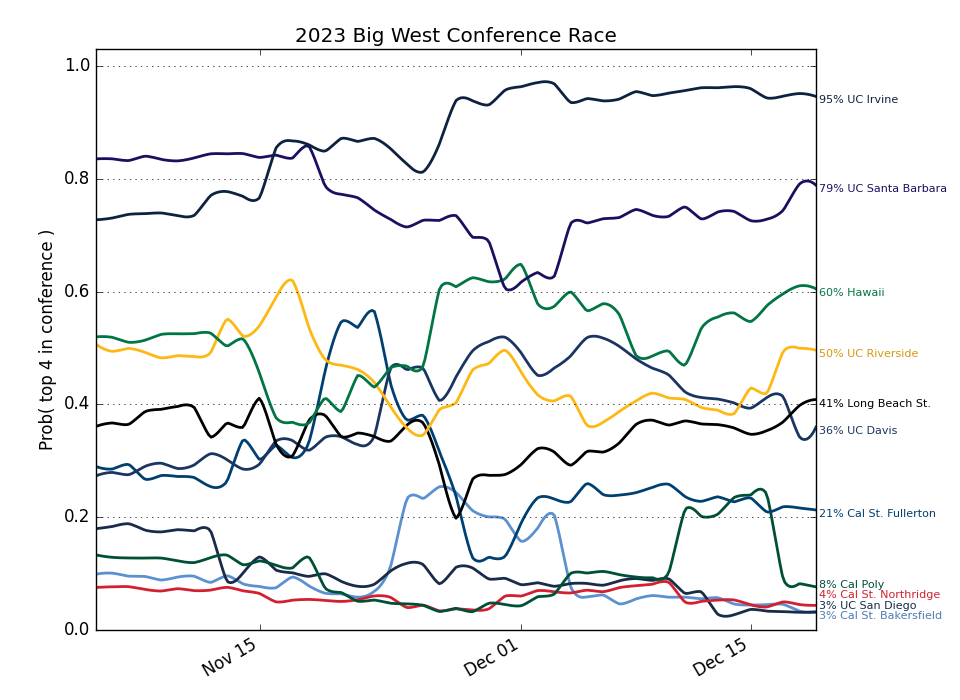 2023 Big West Conference Race
Prob( top 4 in conference )
1.0
0.8
0.6
0.4
0.2
0.0
Nov 15
Dec 01
Dec 15
95% UC Irvine
79% UC Santa Barbara
60% Hawaii
50% UC Riverside
41% Long Beach St.
36% UC Davis
21% Cal St. Fullerton
8% Cal Poly
4% Cal St. Northridge
3% UC San Diego
3% Cal St. Bakersfield